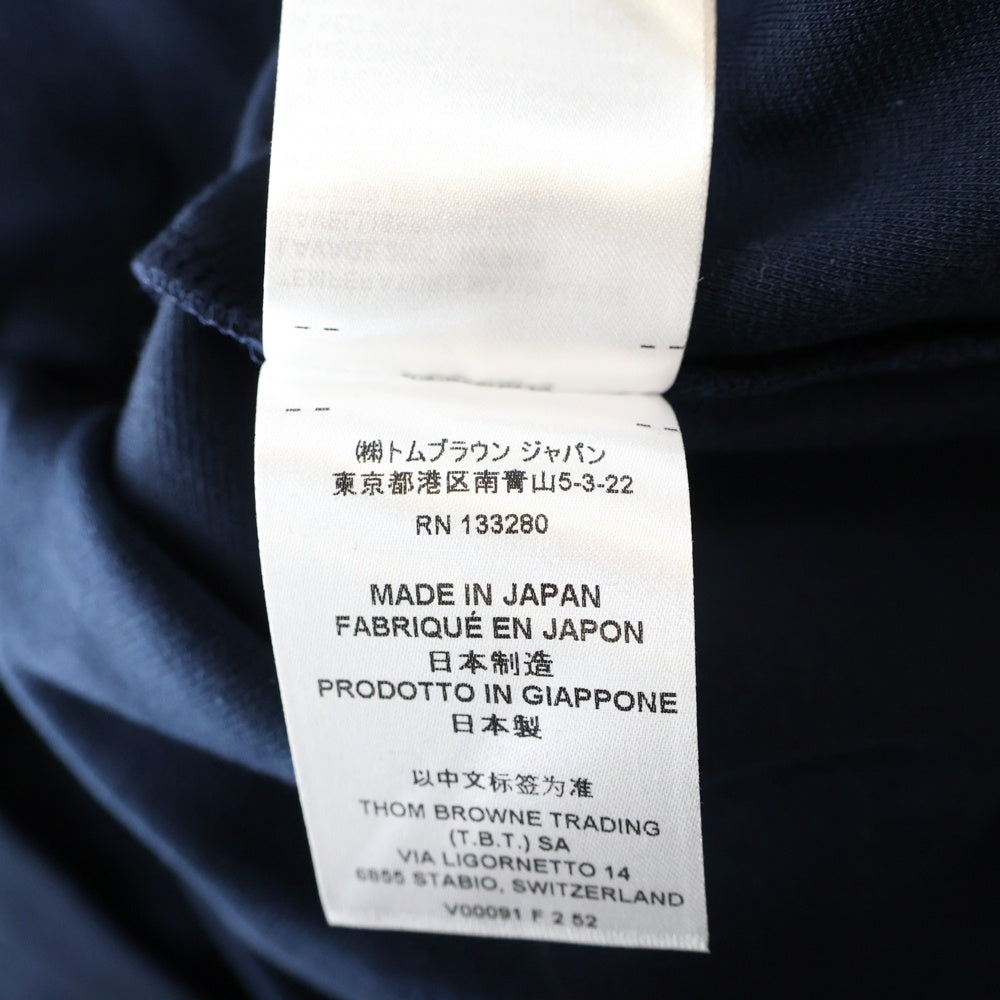 ㈱トムブラウン ジャパン
東京都港区南青山5-3-22
RN 133280
MADE IN JAPAN
FABRIQUÉ EN JAPON
日本制造
PRODOTTO IN GIAPPONE
日本製
以中文标签为准
THOM BROWNE TRADING
(T.B.T.) SA
VIA LIGORNETTO 14
6855 STABIO, SWITZERLAND
V00091 F 2 52